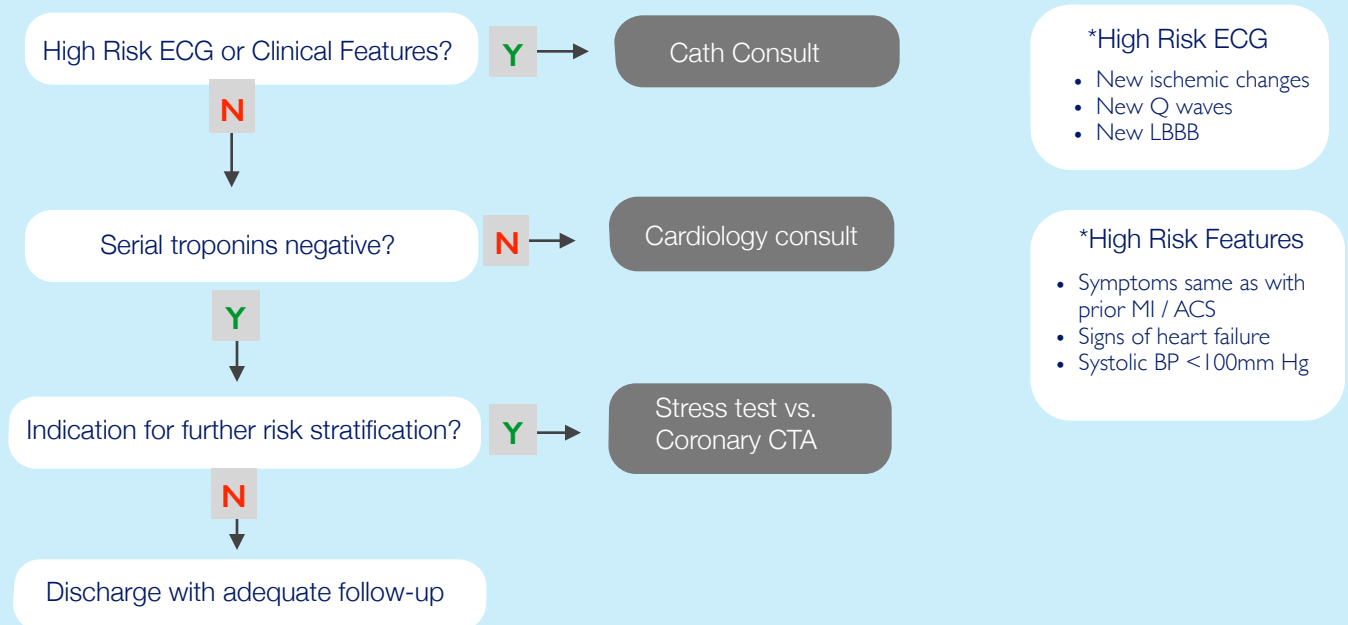 High Risk ECG or Clinical Features?
Y
Cath Consult
N
Serial troponins negative?
N
Cardiology consult
Y
Indication for further risk stratification?
Y
Stress test vs.
Coronary CTA
N
Discharge with adequate follow-up
*High Risk ECG
• New ischemic changes
• New Q waves
• New LBBB
*High Risk Features
• Symptoms same as with
prior MI / ACS
• Signs of heart failure
• Systolic BP <100mm Hg